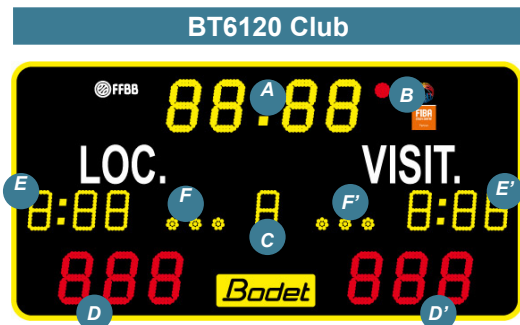 BT6120 Club
FFBB 88:88 A B
FIBA
LOC. VISIT.
E 8:88 F 8 F' 8:88 E'
C
888 Bodet 888
D D'